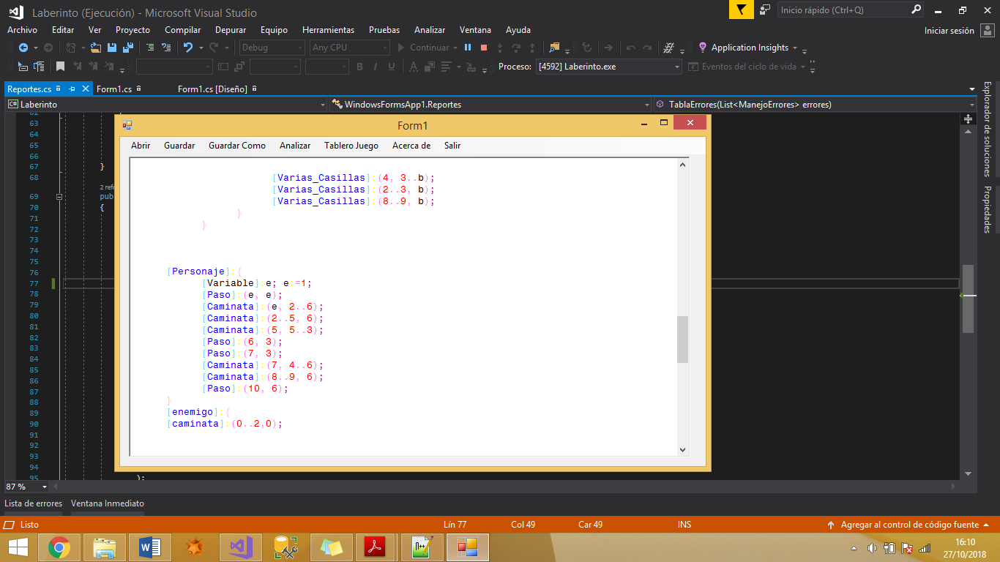 Laberinto (Ejecución) - Microsoft Visual Studio
Inicio rápido (Ctrl+Q)
Archivo Editar Ver Proyecto Compilar Depurar Equipo Herramientas Pruebas Analizar Ventana Ayuda
Iniciar sesión
Debug Any CPU Continuar Application Insights
Proceso: [4592] Laberinto.exe Eventos del ciclo de vida
Reportes.cs Form1.cs Form1.cs [Diseño]
Laberinto WindowsFormsApp1.Reportes TablaErrores(List<ManejoErrores> errores)
Explorador de soluciones
Propiedades
62
63
64
65
66
67 }
68
2 refe
69 pub
70 {
71
72
73
74
75
76
77
78
79
80
81
82
83
84
85
86
87
88
89
90
91
92
93
94
95 );
Form1
Abrir Guardar Guardar Como Analizar Tablero Juego Acerca de Salir
[Varias_Casillas]:(4, 3..b);
[Varias_Casillas]:(2..3, b);
[Varias_Casillas]:(8..9, b);
}
}
[Personaje]:{
[Variable]:e; e:=1;
[Paso]:(e, e);
[Caminata]:(e, 2..6);
[Caminata]:(2..5, 6);
[Caminata]:(5, 5..3);
[Paso]:(6, 3);
[Paso]:(7, 3);
[Caminata]:(7, 4..6);
[Caminata]:(8..9, 6);
[Paso]:(10, 6);
}
[enemigo]:{
[caminata]:(0..2,0);
87 %
Lista de errores Ventana Inmediato
Listo Lín 77 Col 49 Car 49 INS Agregar al control de código fuente
16:10
27/10/2018